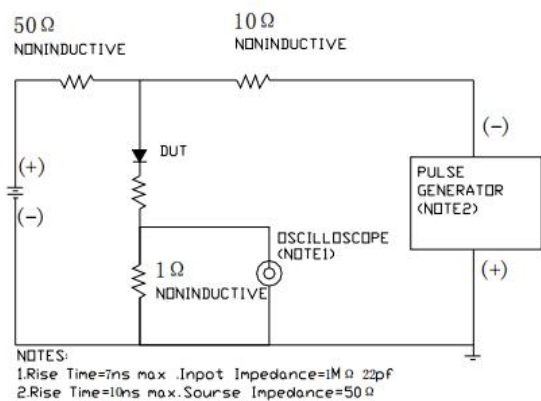 50Ω
NONINDUCTIVE
10Ω
NONINDUCTIVE
(+)
(-)
DUT
1Ω
NONINDUCTIVE
OSCILLOSCOPE
(NOTE1)
(-)
PULSE
GENERATOR
(NOTE2)
(+)
NOTES:
1.Rise Time=7ns max .Inpot Impedance=1MΩ 22pf
2.Rise Time=10ns max.Sourse Impedance=50Ω